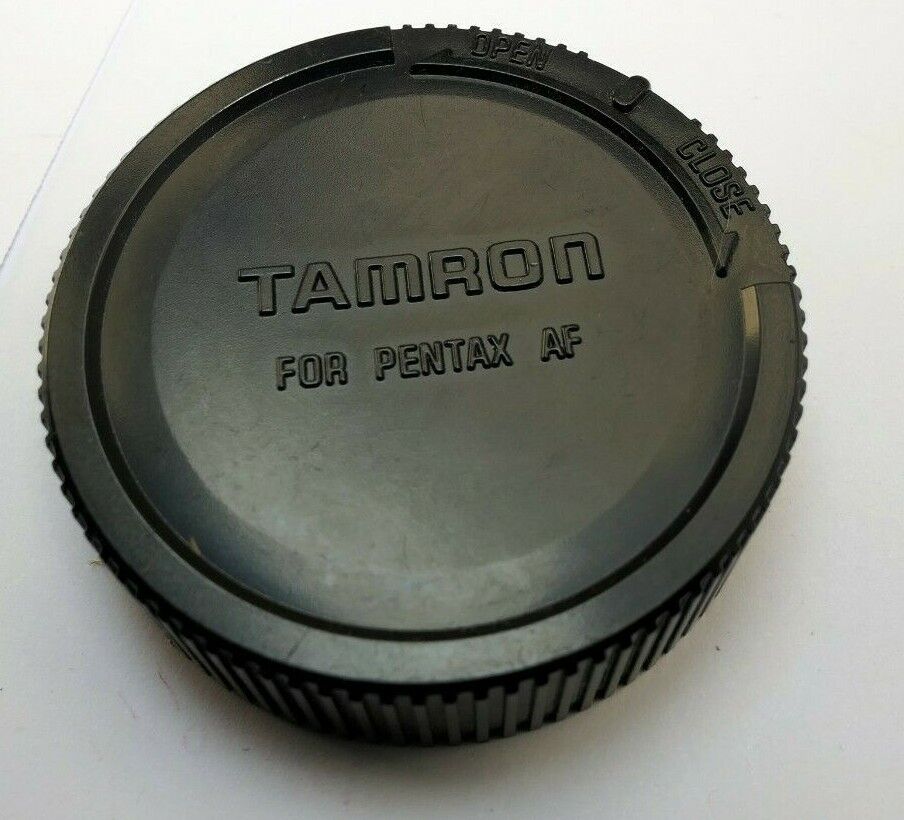 OPEN
CLOSE
TAMRON
FOR PENTAX AF